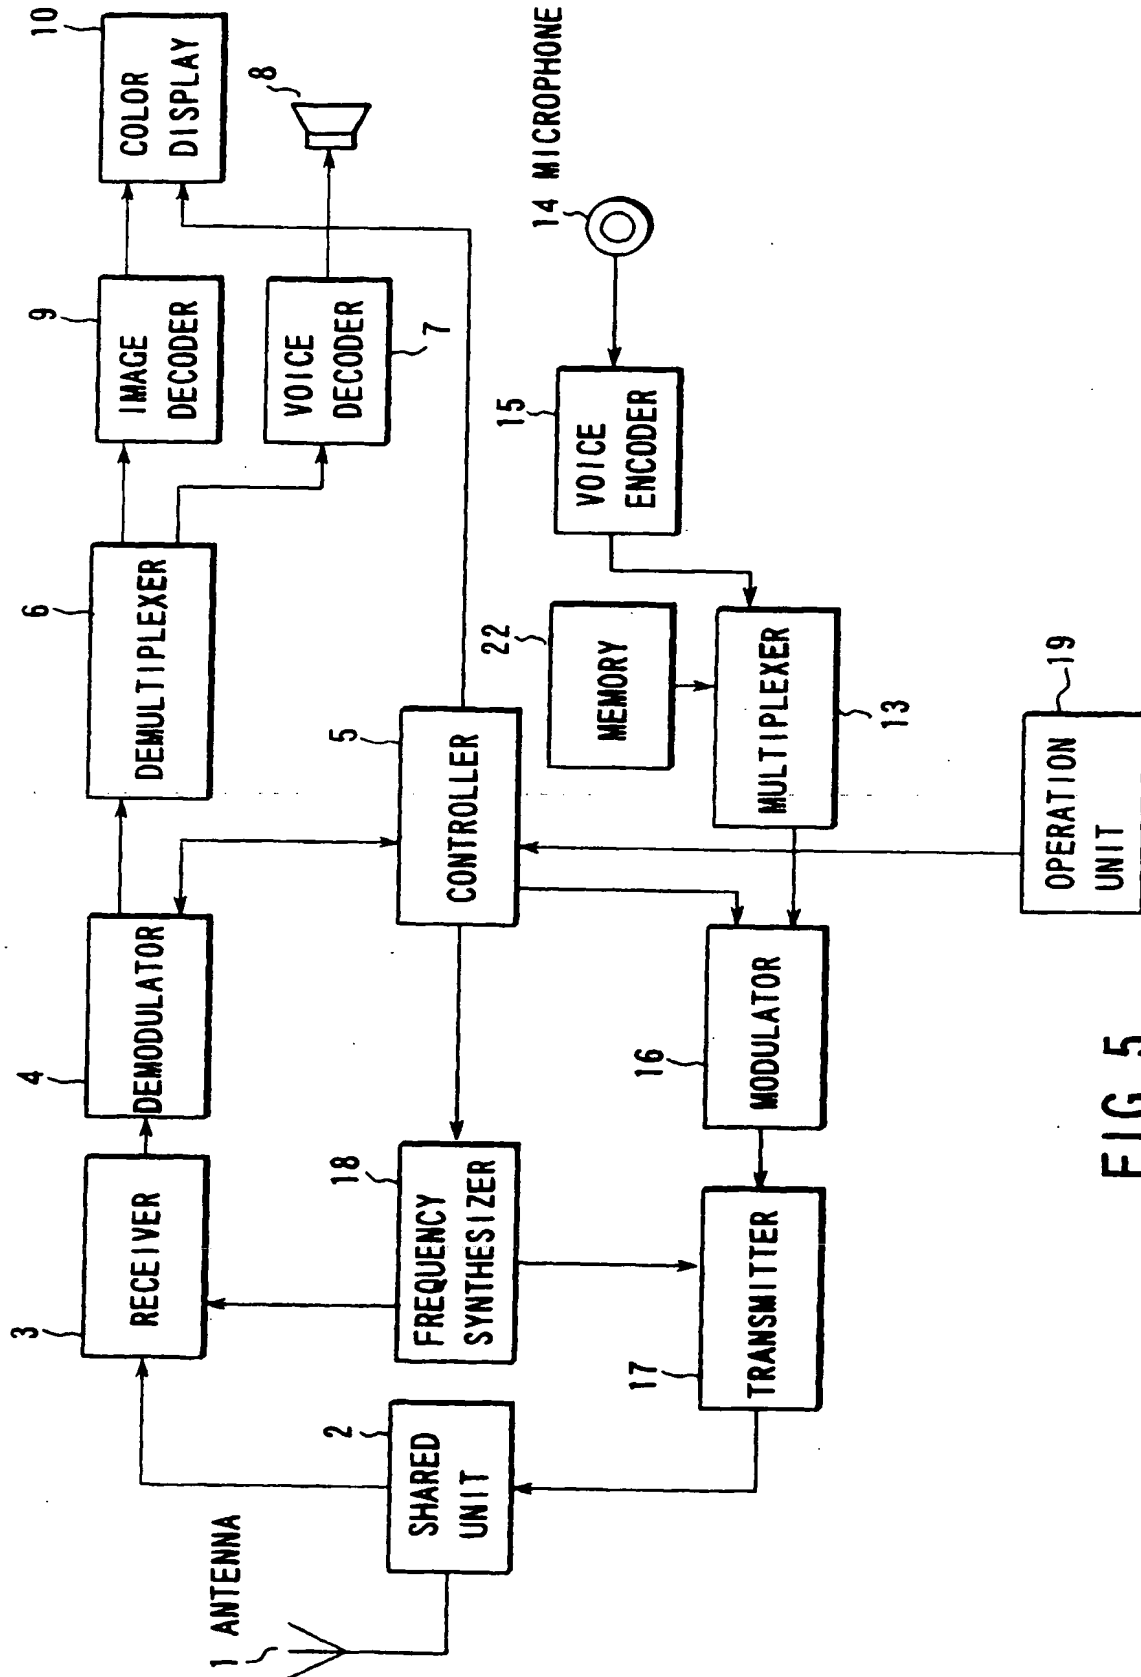 1 ANTENNA
2
SHARED
UNIT
3
RECEIVER
4
DEMODULATOR
6
DEMULTIPLEXER
9
IMAGE
DECODER
10
COLOR
DISPLAY
VOICE
DECODER
7
8
18
FREQUENCY
SYNTHESIZER
5
CONTROLLER
17
TRANSMITTER
16
MODULATOR
22
MEMORY
MULTIPLEXER
13
15
VOICE
ENCODER
14 MICROPHONE
OPERATION
UNIT
19
FIG. 5